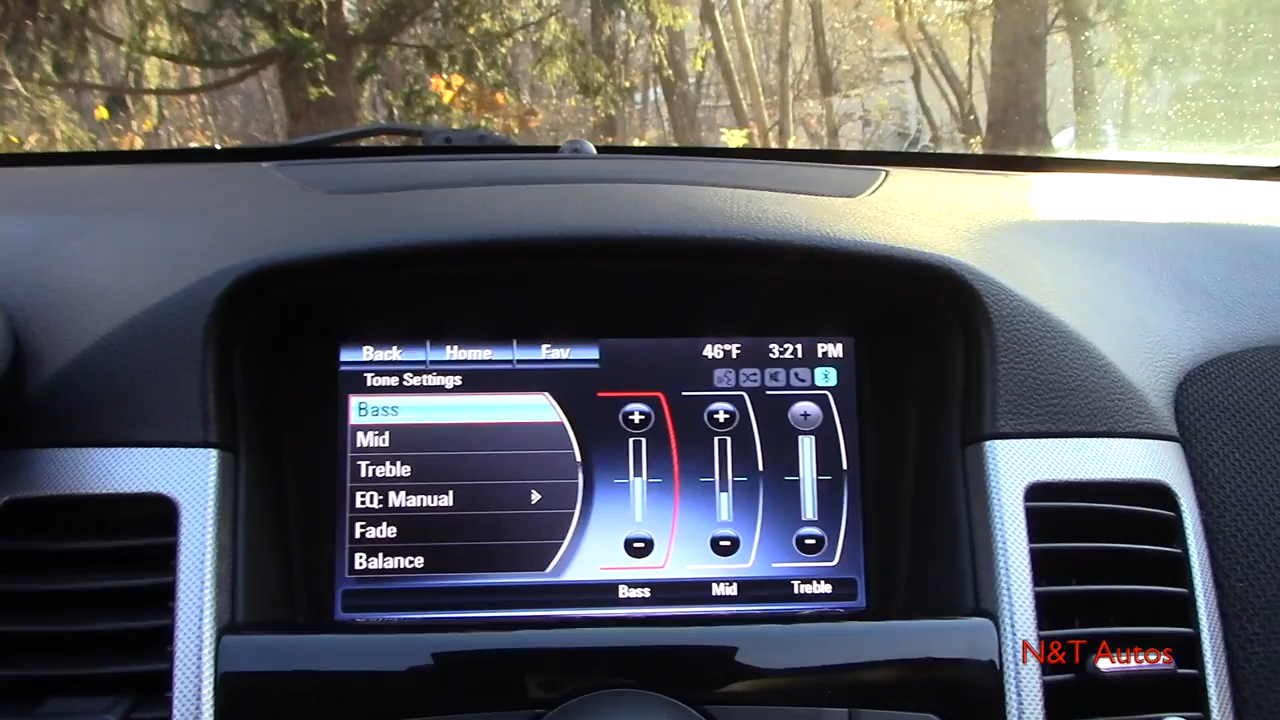 Back Home Fav 46°F 3:21 PM
Tone Settings
Bass
Mid
Treble
EQ: Manual
Fade
Balance
+ + +
- - -
Bass Mid Treble
N&T Autos